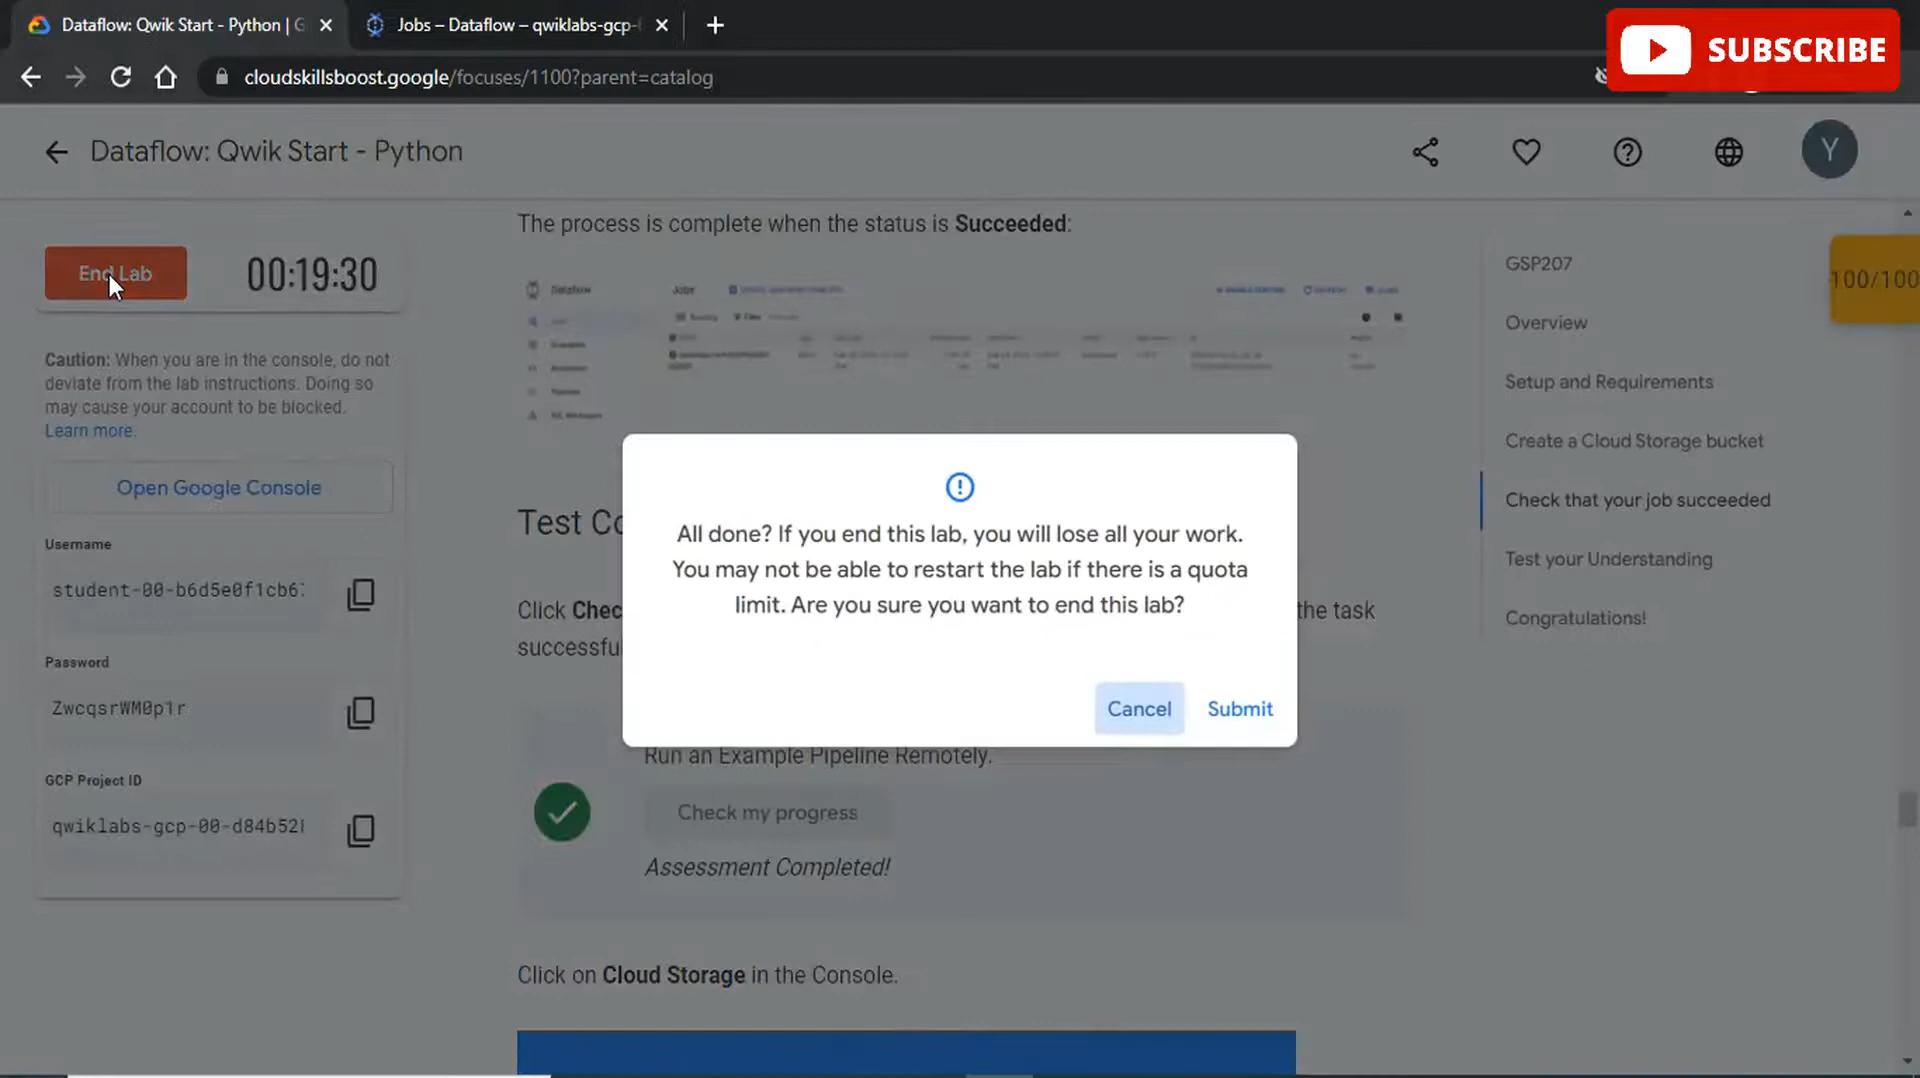 Dataflow: Qwik Start - Python | G
Jobs – Dataflow – qwiklabs-gcp-
SUBSCRIBE
cloudskillsboost.google/focuses/1100?parent=catalog
Dataflow: Qwik Start - Python
Y
End Lab
00:19:30
Caution: When you are in the console, do not
deviate from the lab instructions. Doing so
may cause your account to be blocked.
Learn more.
Open Google Console
Username
student-00-b6d5e0f1cb6
Password
ZwcqsrWM0p1r
GCP Project ID
qwiklabs-gcp-00-d84b52
The process is complete when the status is Succeeded:
Dataflow
Jobs
Test Co
Click Chec
the task
successfu
All done? If you end this lab, you will lose all your work.
You may not be able to restart the lab if there is a quota
limit. Are you sure you want to end this lab?
Cancel
Submit
Run an Example Pipeline Remotely.
Check my progress
Assessment Completed!
Click on Cloud Storage in the Console.
GSP207
Overview
Setup and Requirements
Create a Cloud Storage bucket
Check that your job succeeded
Test your Understanding
Congratulations!
100/100